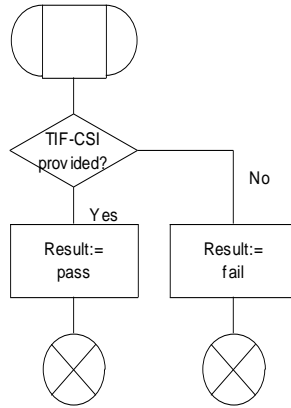 TIF-CSI
provided?
No
Yes
Result:=
pass
Result:=
fail